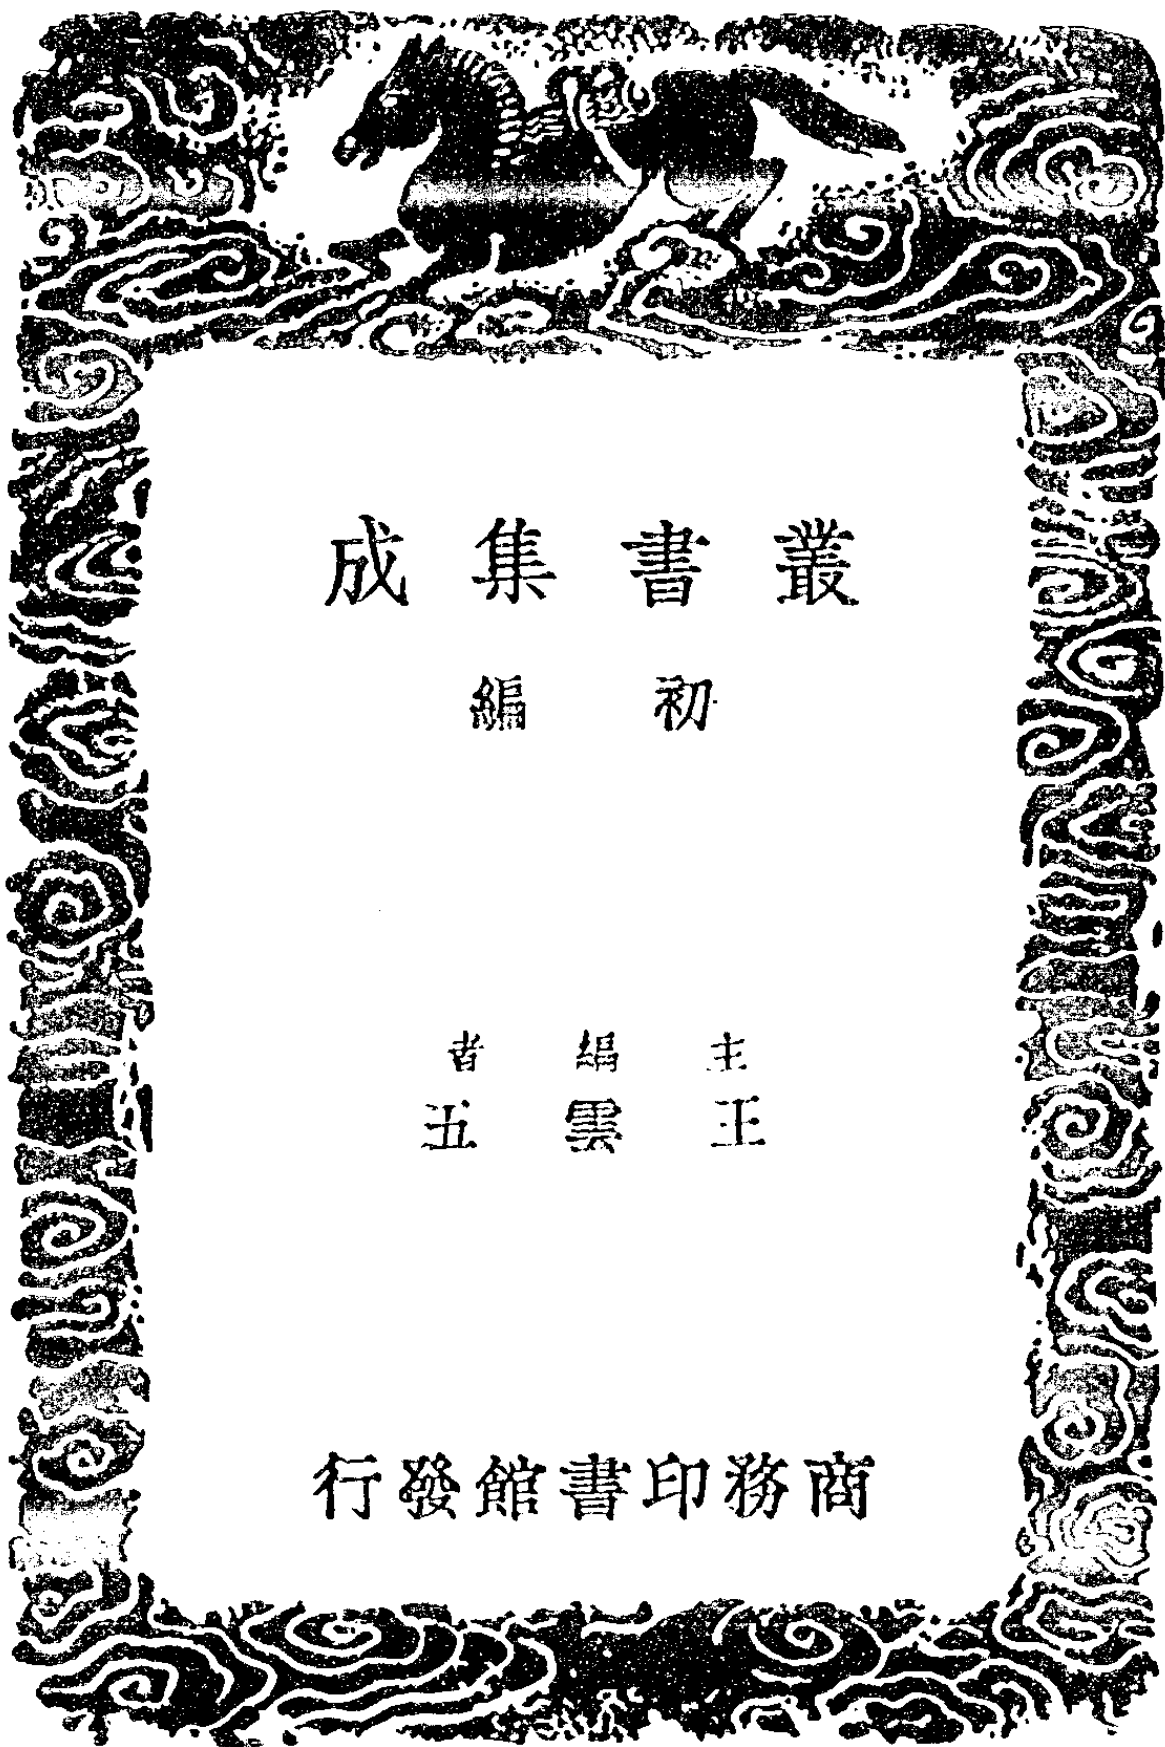 叢書集成
初編
主編者
王雲五
商務印書館發行